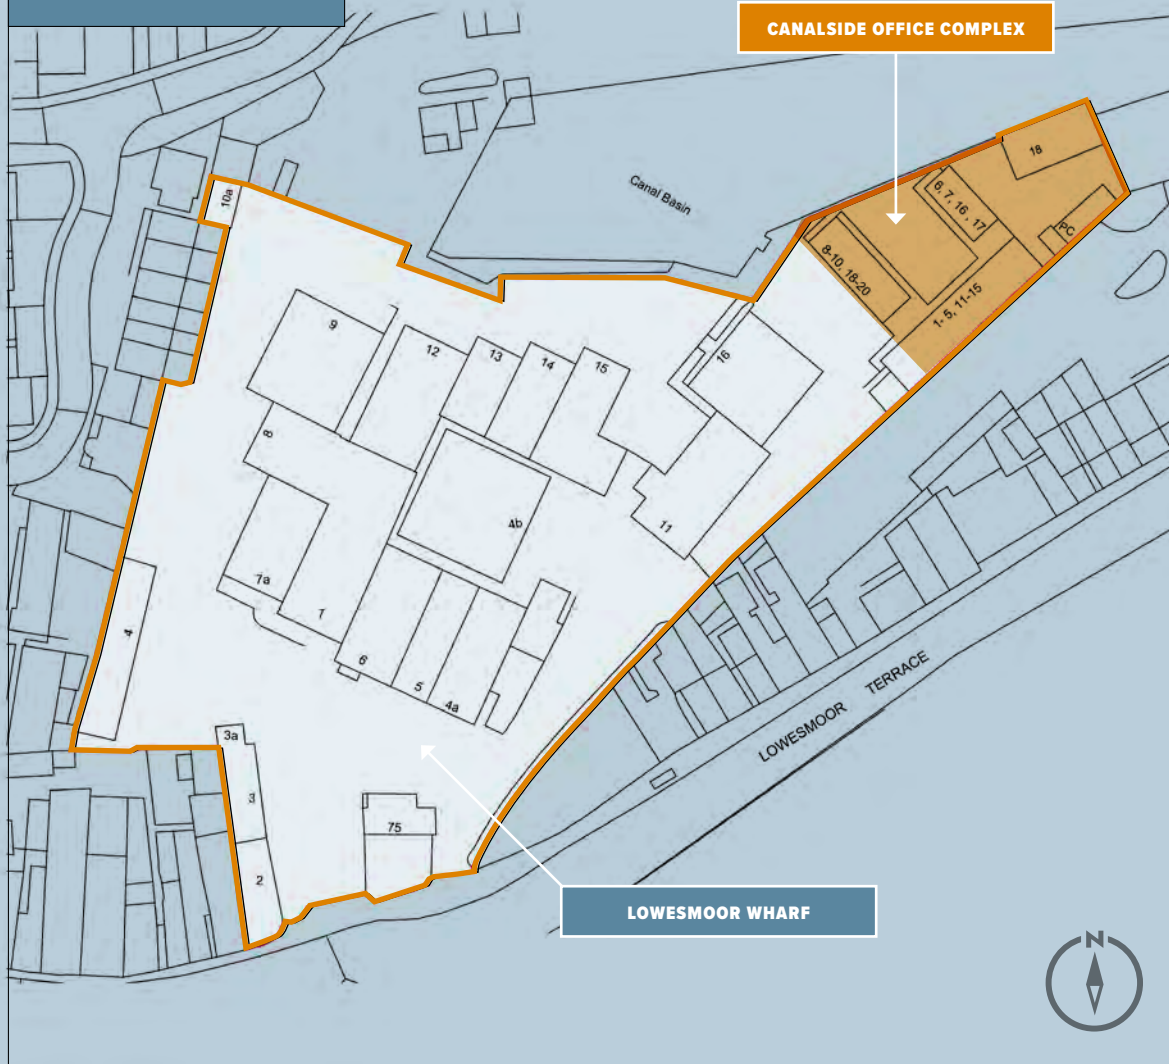 CANALSIDE OFFICE COMPLEX
18
6, 7, 16, 17
PC
Canal Basin
10a
8-10, 18-20
1- 5, 11-15
9
12
13
14
15
16
8
4b
11
7a
7
6
5
4a
4
3a
3
2
75
LOWESMOOR TERRACE
LOWESMOOR WHARF
N